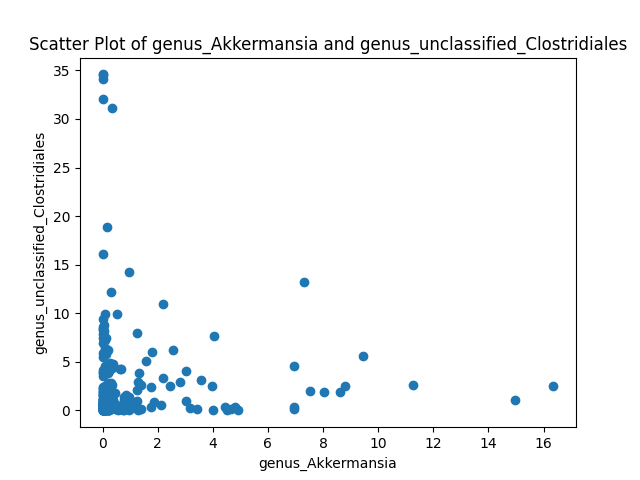 Scatter Plot of genus_Akkermansia and genus_unclassified_Clostridiales
35
30
25
20
15
10
5
0
genus_unclassified_Clostridiales
0 2 4 6 8 10 12 14 16
genus_Akkermansia